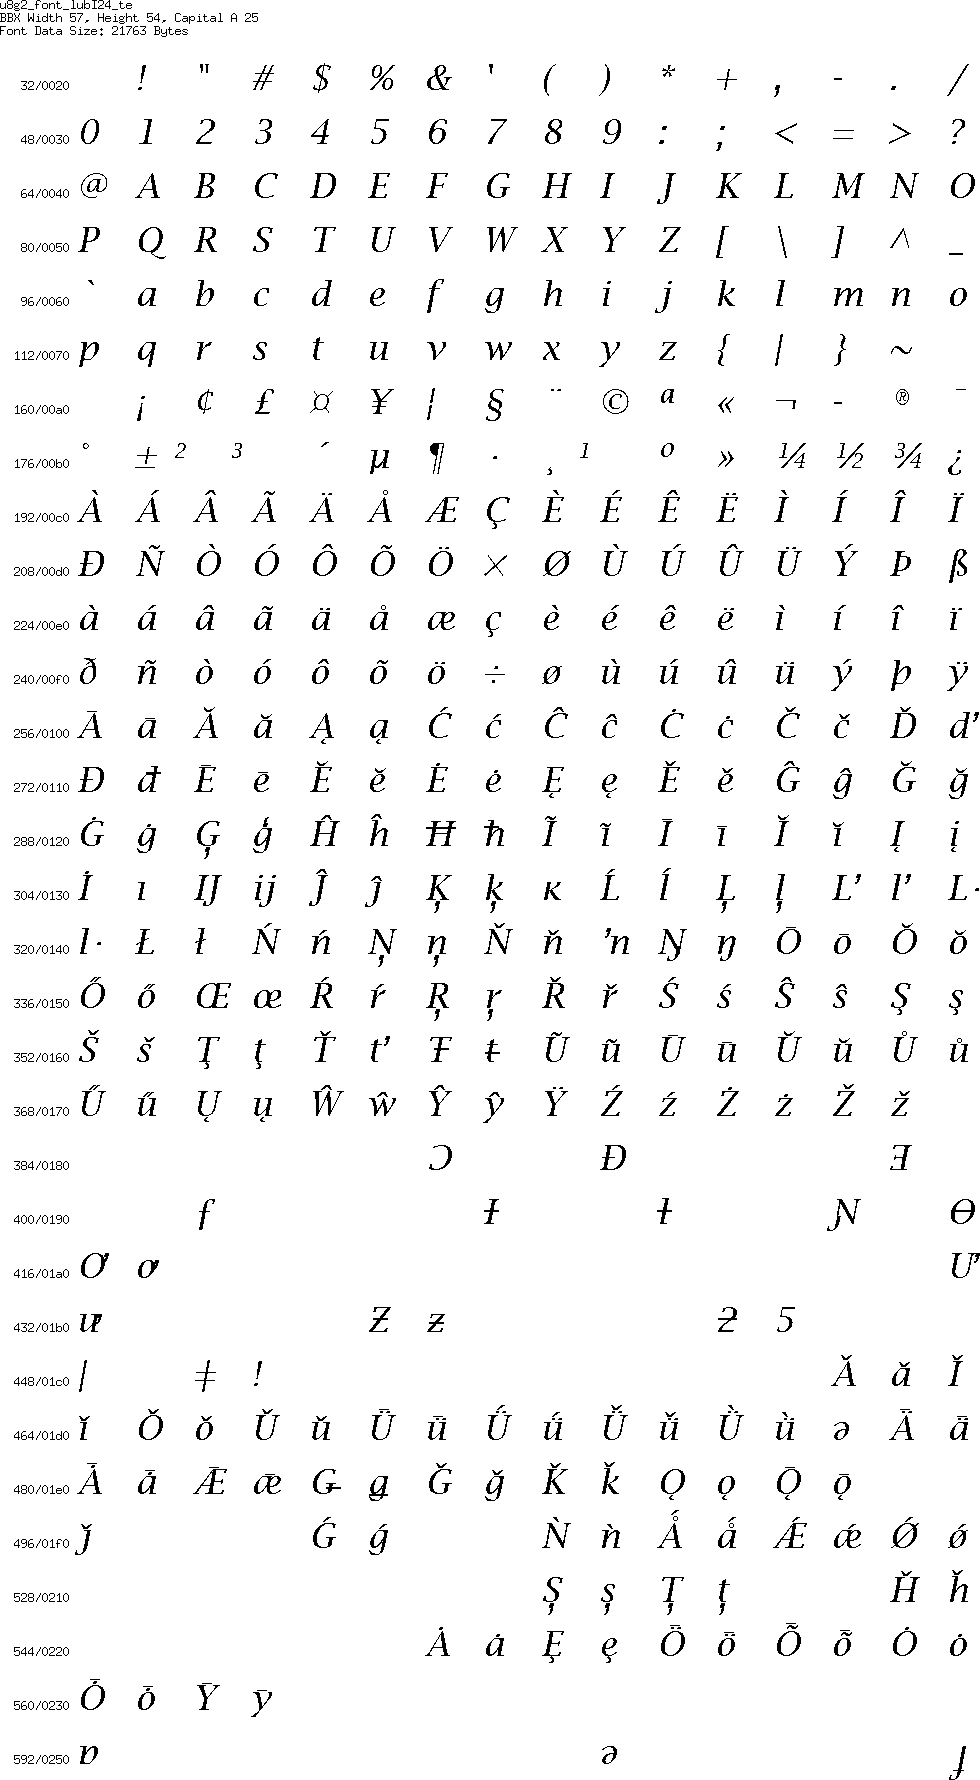 u8g2_font_lubI24_te
BBX Width 57, Height 54, Capital A 25
Font Data Size: 21763 Bytes
32/0020 ! " # $ % & ' ( ) * + , - . /
48/0030 0 1 2 3 4 5 6 7 8 9 : ; < = > ?
64/0040 @ A B C D E F G H I J K L M N O
80/0050 P Q R S T U V W X Y Z [ \ ] ^ _
96/0060 ` a b c d e f g h i j k l m n o
112/0070 p q r s t u v w x y z { | } ~
160/00a0 ¡ ¢ £ ¤ ¥ ¦ § ¨ © ª « ¬ - ® ¯
176/00b0 ° ± ² ³ ´ µ ¶ · ¸ ¹ º » ¼ ½ ¾ ¿
192/00c0 À Á Â Ã Ä Å Æ Ç È É Ê Ë Ì Í Î Ï
208/00d0 Ð Ñ Ò Ó Ô Õ Ö × Ø Ù Ú Û Ü Ý Þ ß
224/00e0 à á â ã ä å æ ç è é ê ë ì í î ï
240/00f0 ð ñ ò ó ô õ ö ÷ ø ù ú û ü ý þ ÿ
256/0100 Ā ā Ă ă Ą ą Ć ć Ĉ ĉ Ċ ċ Č č Ď ď
272/0110 Đ đ Ē ē Ĕ ĕ Ė ė Ę ę Ě ě Ĝ ĝ Ğ ğ
288/0120 Ġ ġ Ģ ģ Ĥ ĥ Ħ ħ Ĩ ĩ Ī ī Ĭ ĭ Į į
304/0130 İ ı Ĳ ĳ Ĵ ĵ Ķ ķ ĸ Ĺ ĺ Ļ ļ Ľ ľ Ŀ
320/0140 ŀ Ł ł Ń ń Ņ ņ Ň ň ŉ Ŋ ŋ Ō ō Ŏ ŏ
336/0150 Ő ő Œ œ Ŕ ŕ Ŗ ŗ Ř ř Ś ś Ŝ ŝ Ş ş
352/0160 Š š Ţ ţ Ť ť Ŧ ŧ Ũ ũ Ū ū Ŭ ŭ Ů ů
368/0170 Ű ű Ų ų Ŵ ŵ Ŷ ŷ Ÿ Ź ź Ż ż Ž ž
384/0180 Ɔ Ɖ Ǝ
400/0190 ƒ Ɨ ƚ Ɲ Ɵ
416/01a0 Ơ ơ Ư
432/01b0 ư Ƶ ƶ ƻ Ƽ
448/01c0 ǀ ǂ ǃ Ǎ ǎ Ǐ
464/01d0 ǐ Ǒ ǒ Ǔ ǔ Ǖ ǖ Ǘ ǘ Ǚ ǚ Ǜ ǜ ǝ Ǟ ǟ
480/01e0 Ǡ ǡ Ǣ ǣ Ǥ ǥ Ǧ ǧ Ǩ ǩ Ǫ ǫ Ǭ ǭ
496/01f0 ǰ Ǵ ǵ Ǹ ǹ Ǻ ǻ Ǽ ǽ Ǿ ǿ
528/0210 Ș ș Ț ț Ȟ ȟ
544/0220 Ȧ ȧ Ȩ ȩ Ȫ ȫ Ȭ ȭ Ȯ ȯ
560/0230 Ȱ ȱ Ȳ ȳ
592/0250 ɐ ə ɟ